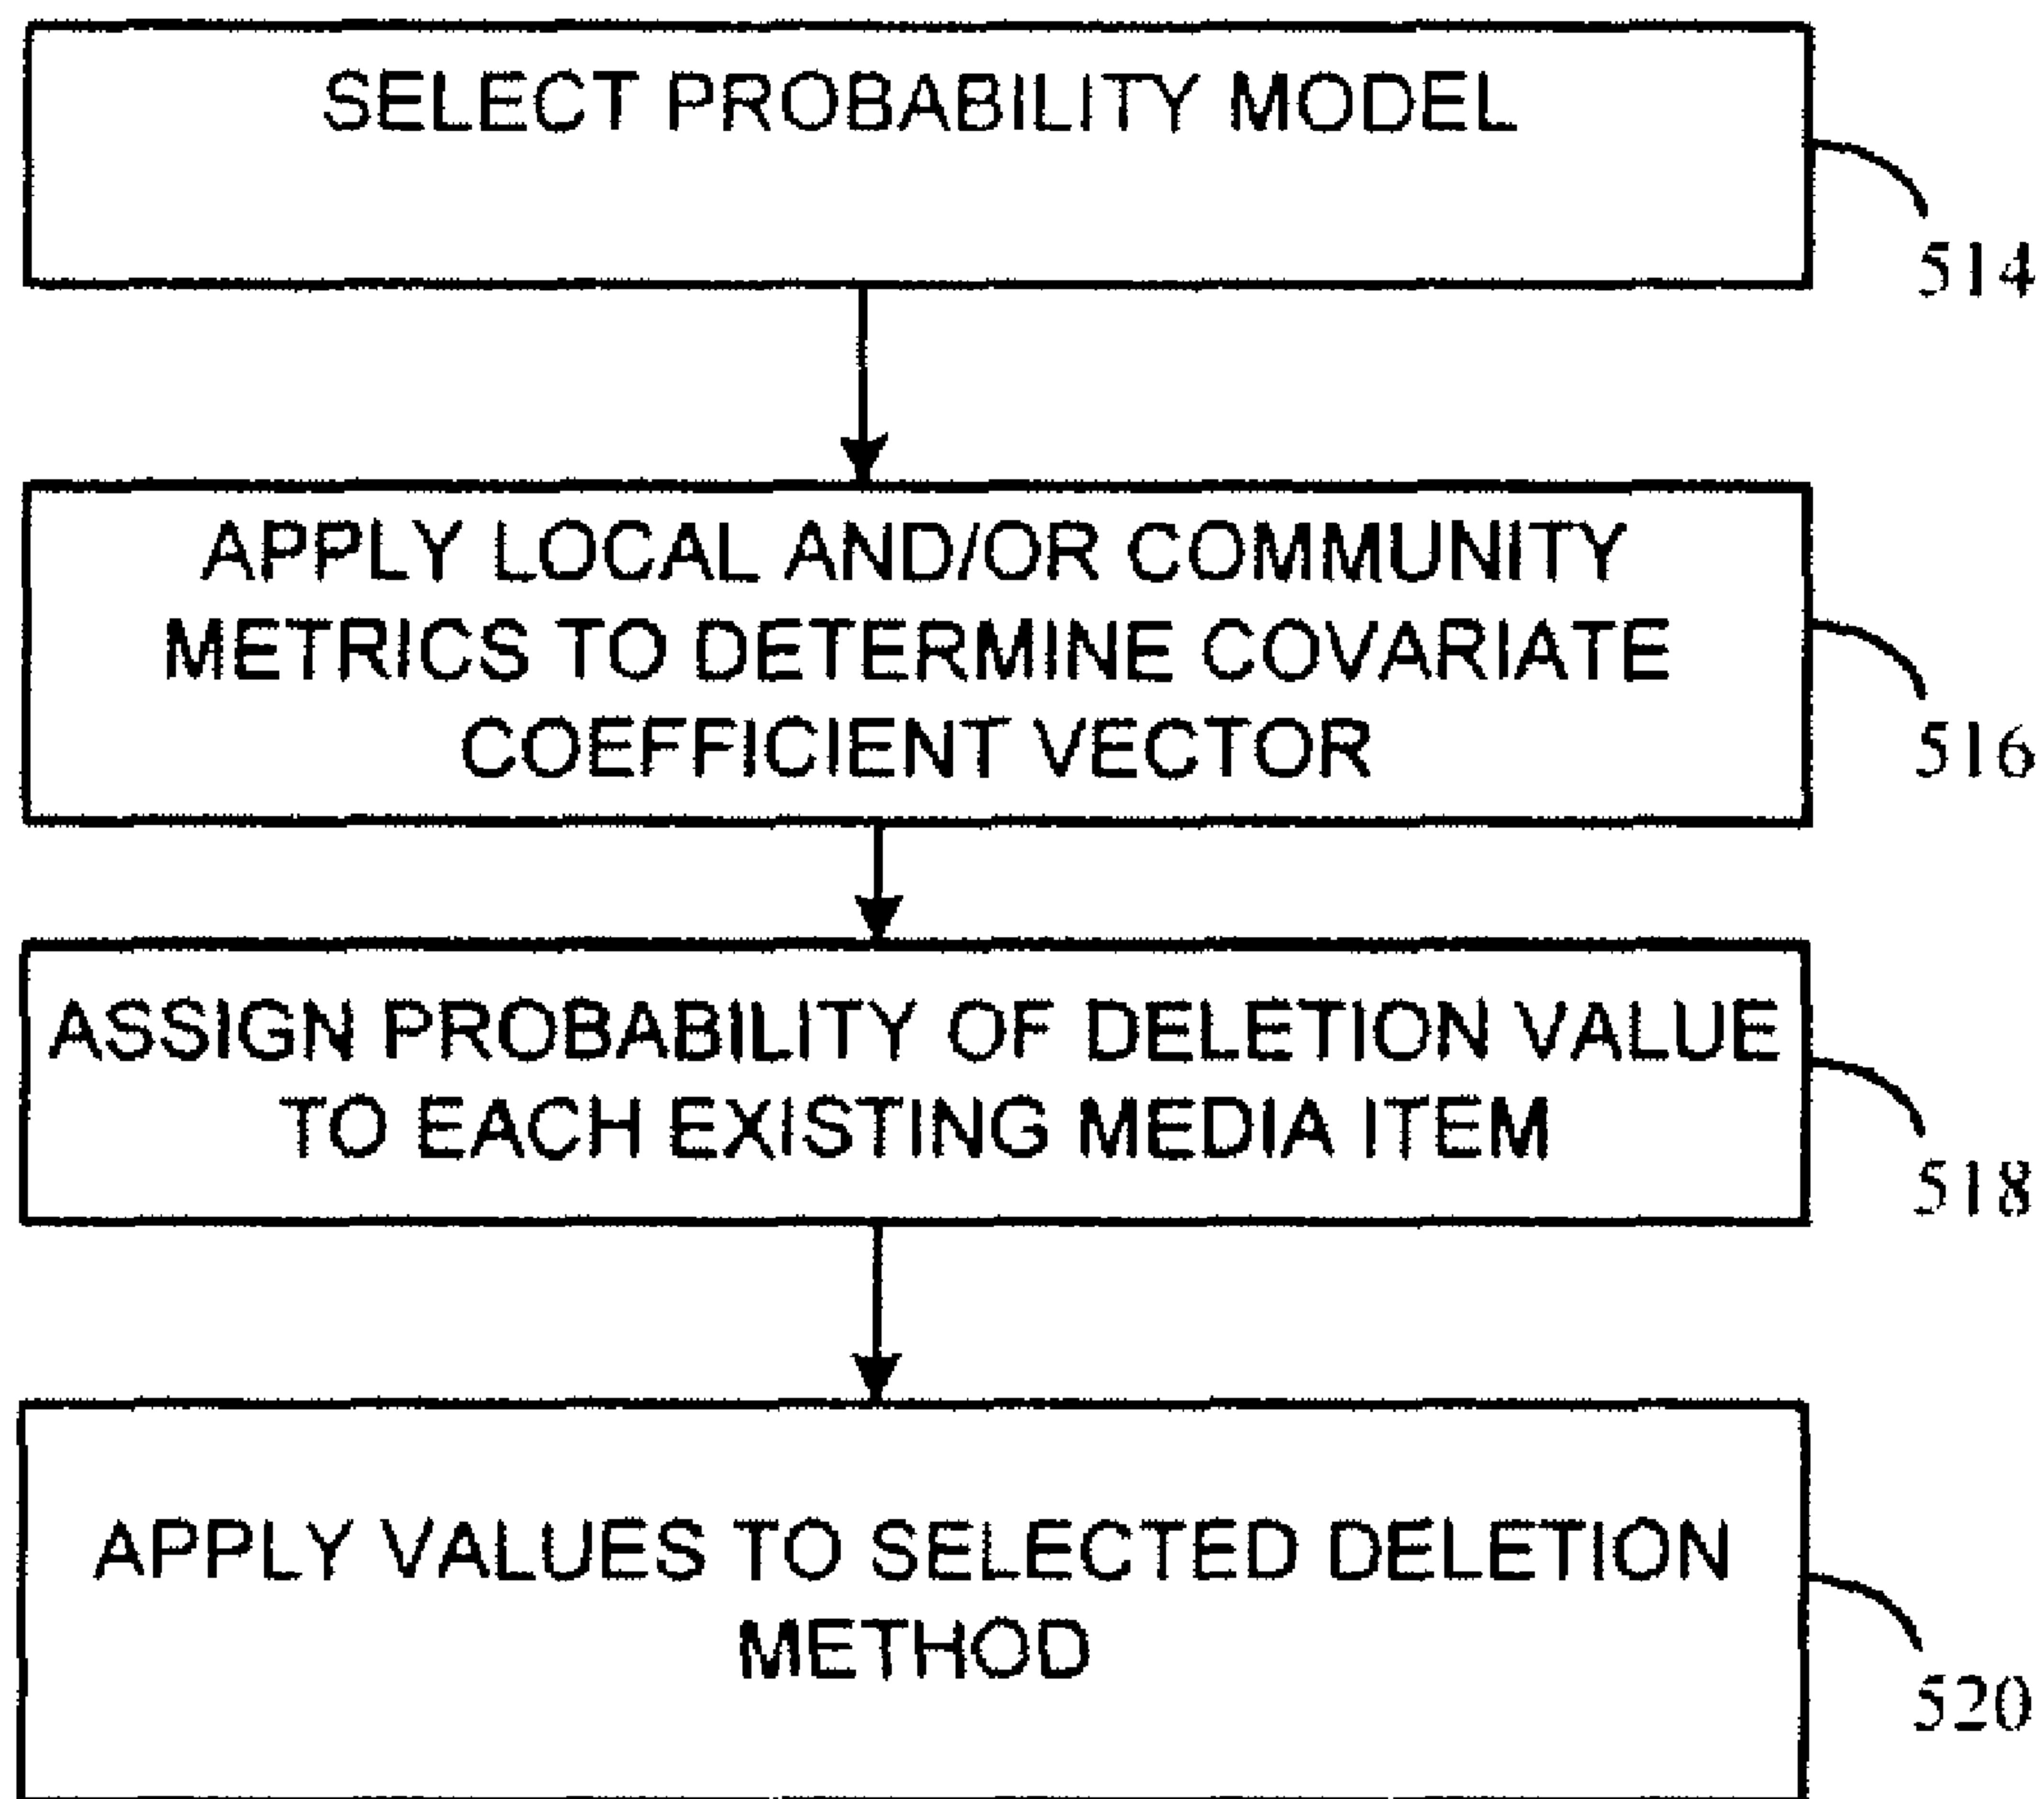 SELECT PROBABILITY MODEL
514
APPLY LOCAL AND/OR COMMUNITY
METRICS TO DETERMINE COVARIATE
COEFFICIENT VECTOR
516
ASSIGN PROBABILITY OF DELETION VALUE
TO EACH EXISTING MEDIA ITEM
518
APPLY VALUES TO SELECTED DELETION
METHOD
520